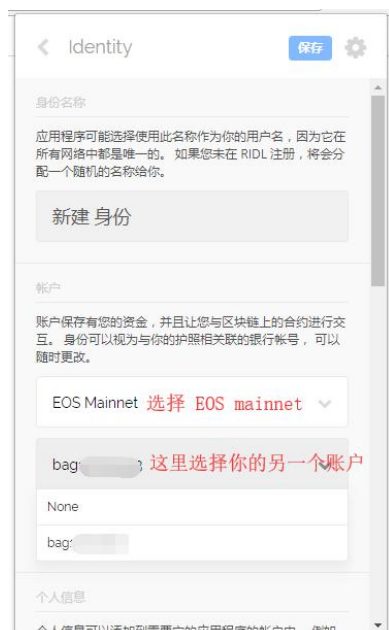 Identity 保存
身份名称
应用程序可能选择使用此名称作为你的用户名，因为它在
所有网络中都是唯一的。 如果您未在 RIDL 注册，将会分
配一个随机的名称给你。
新建 身份
帐户
账户保存有您的资金，并且让您与区块链上的合约进行交
互。 身份可以视为与你的护照相关联的银行帐号， 可以
随时更改。
EOS Mainnet 选择 EOS mainnet
bag: 这里选择你的另一个账户
None
bag:
个人信息